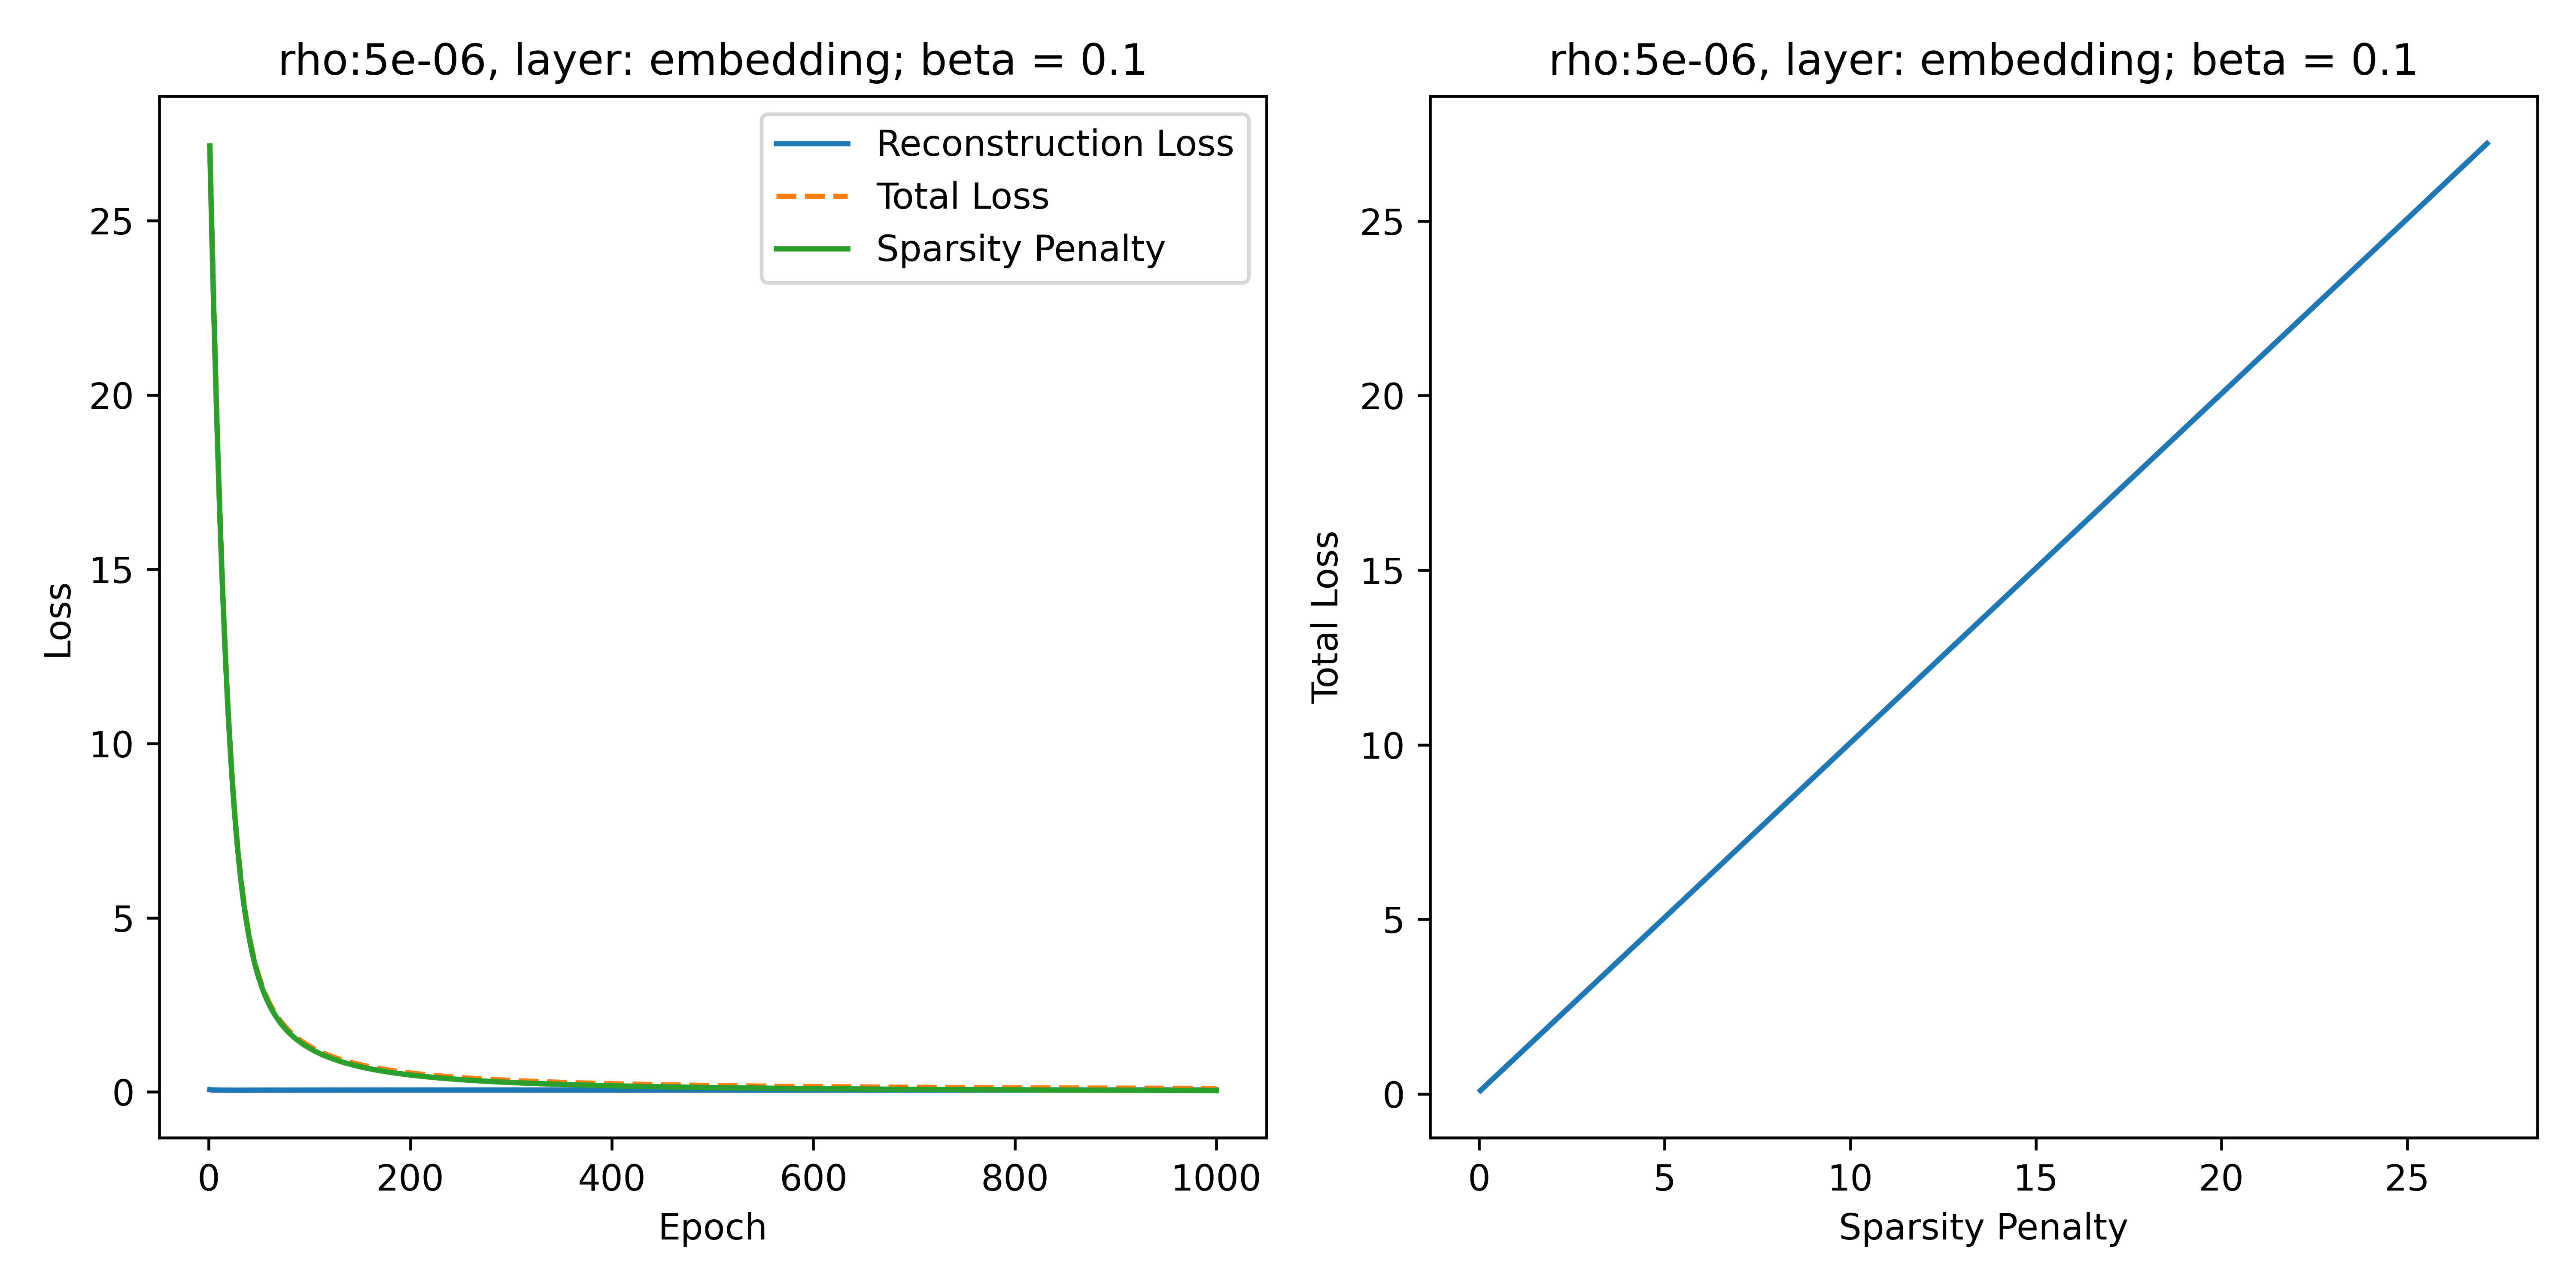 rho:5e-06, layer: embedding; beta = 0.1
Reconstruction Loss
Total Loss
Sparsity Penalty
25
20
15
10
5
0
Loss
0 200 400 600 800 1000
Epoch
rho:5e-06, layer: embedding; beta = 0.1
25
20
15
10
5
0
Total Loss
0 5 10 15 20 25
Sparsity Penalty